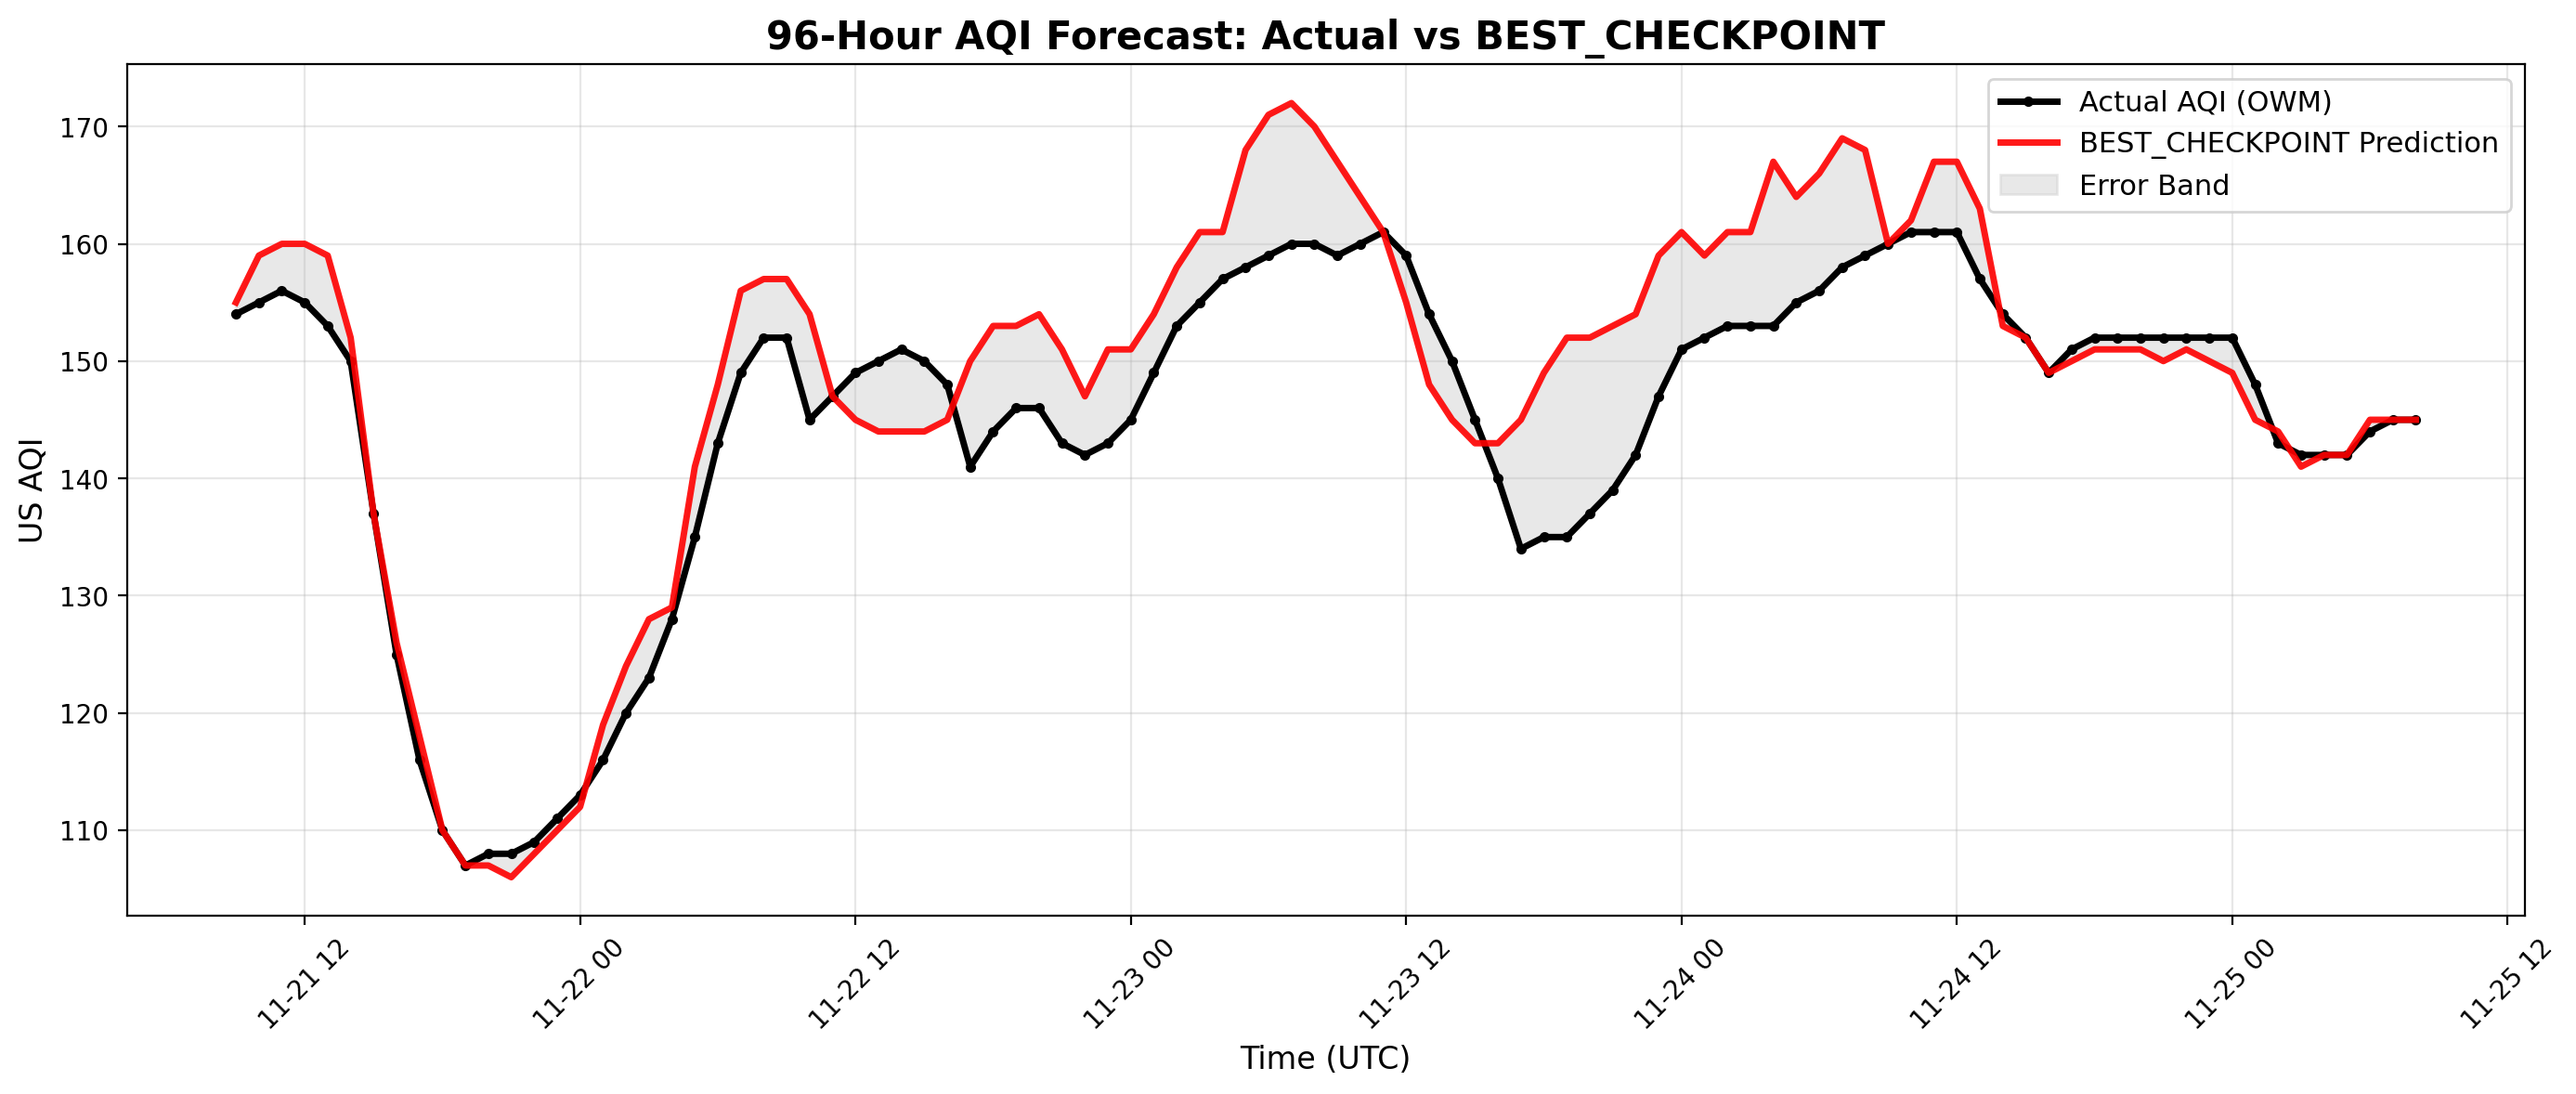 96-Hour AQI Forecast: Actual vs BEST_CHECKPOINT
Actual AQI (OWM)
BEST_CHECKPOINT Prediction
Error Band
US AQI
170
160
150
140
130
120
110
11-21 12
11-22 00
11-22 12
11-23 00
11-23 12
11-24 00
11-24 12
11-25 00
11-25 12
Time (UTC)